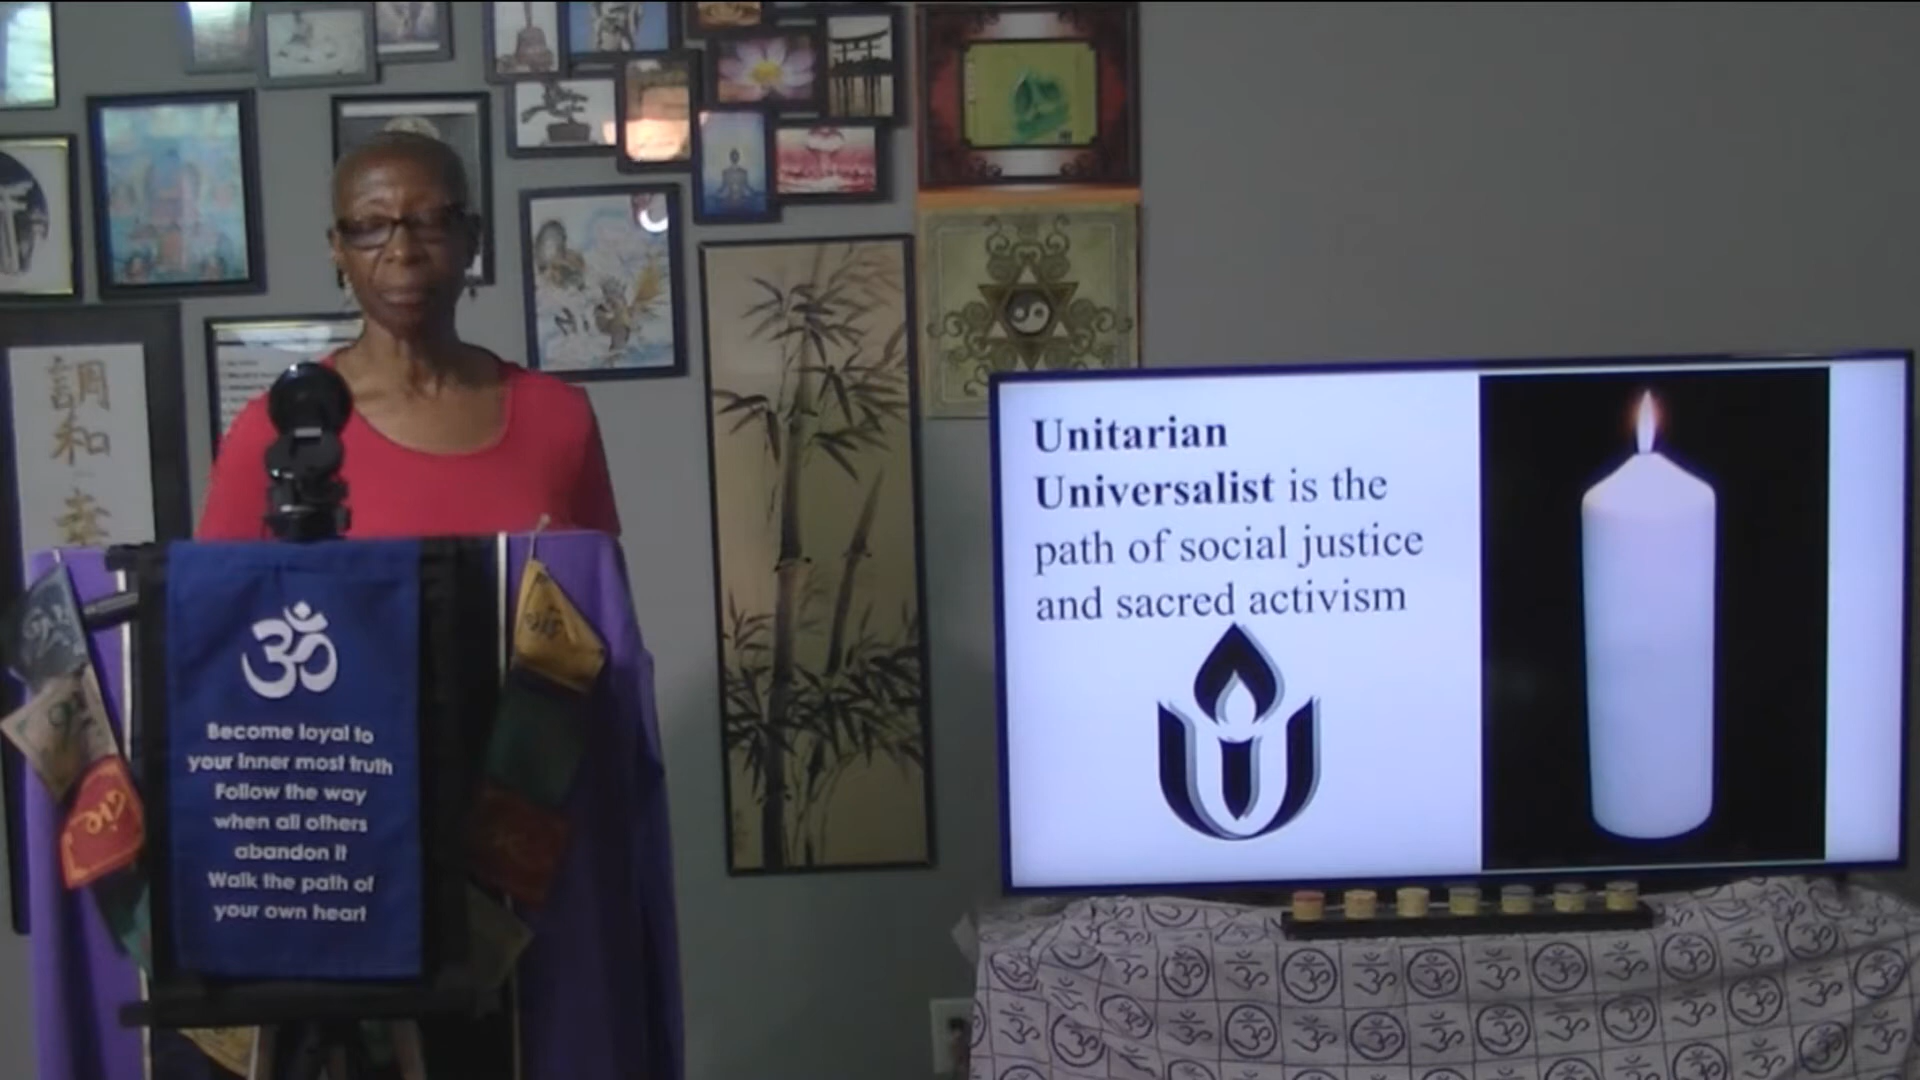 調
和
ॐ
Become loyal to
your inner most truth
Follow the way
when all others
abandon it
Walk the path of
your own heart
Unitarian
Universalist is the
path of social justice
and sacred activism